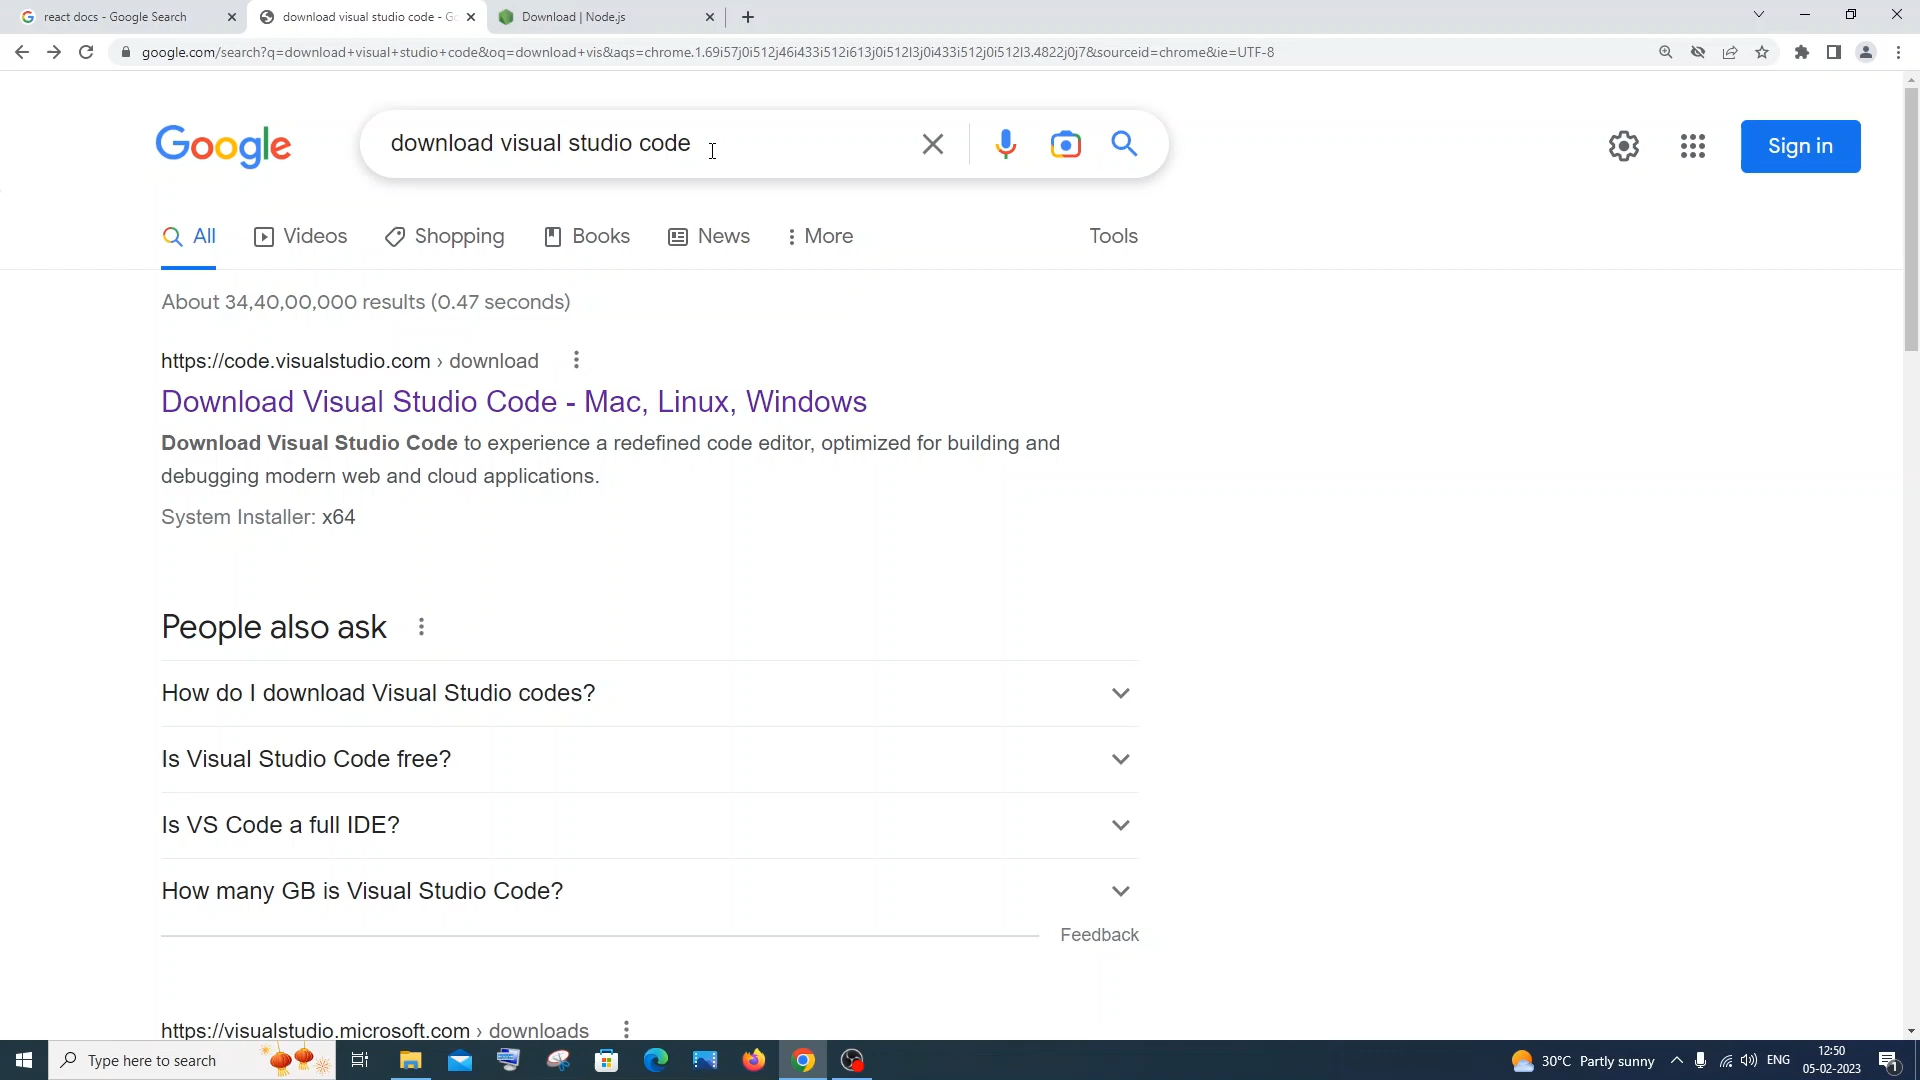 react docs - Google Search
download visual studio code - Go
Download | Node.js
google.com/search?q=download+visual+studio+code&oq=download+vis&aqs=chrome.1.69i57j0i512j46i433i512i613j0i512l3j0i433i512j0i512l3.4822j0j7&sourceid=chrome&ie=UTF-8
Google
download visual studio code
Sign in
All
Videos
Shopping
Books
News
More
Tools
About 34,40,00,000 results (0.47 seconds)
https://code.visualstudio.com › download
Download Visual Studio Code - Mac, Linux, Windows
Download Visual Studio Code to experience a redefined code editor, optimized for building and
debugging modern web and cloud applications.
System Installer: x64
People also ask
How do I download Visual Studio codes?
Is Visual Studio Code free?
Is VS Code a full IDE?
How many GB is Visual Studio Code?
Feedback
https://visualstudio.microsoft.com › downloads
Type here to search
30°C Partly sunny
ENG
12:50
05-02-2023
1